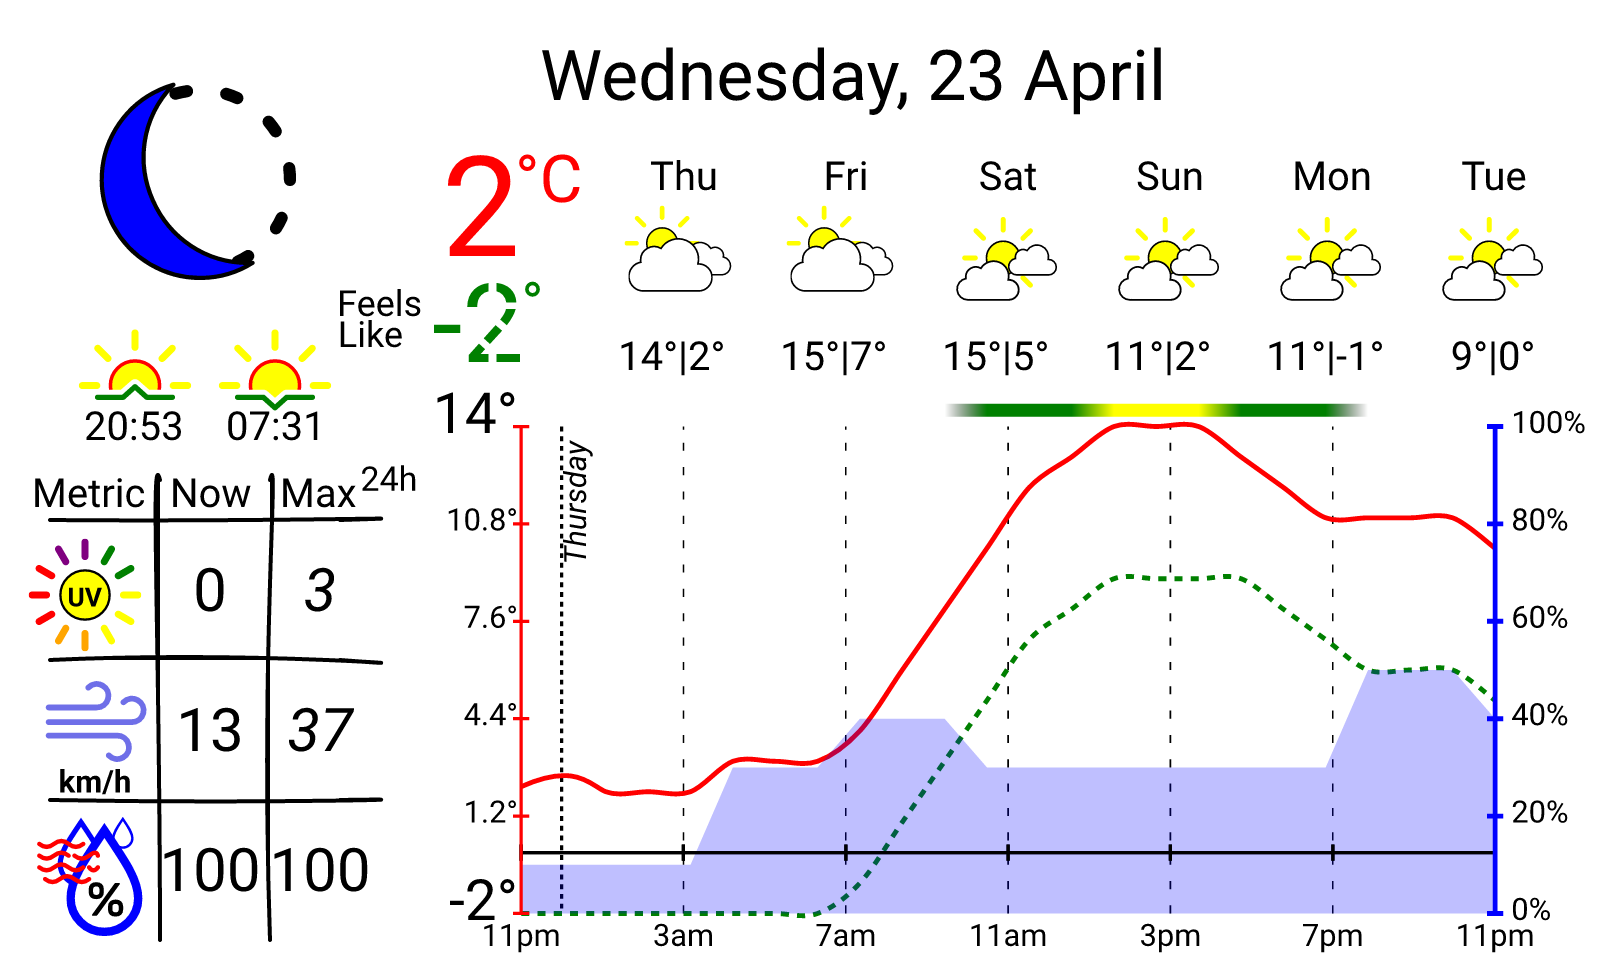 Wednesday, 23 April
2°C
Feels
Like
-2°
Thu Fri Sat Sun Mon Tue
14°|2° 15°|7° 15°|5° 11°|2° 11°|-1° 9°|0°
20:53 07:31
Metric Now Max 24h
UV 0 3
13 37
km/h
% 100 100
14°
10.8°
7.6°
4.4°
1.2°
-2°
Thursday
100%
80%
60%
40%
20%
0%
11pm 3am 7am 11am 3pm 7pm 11pm